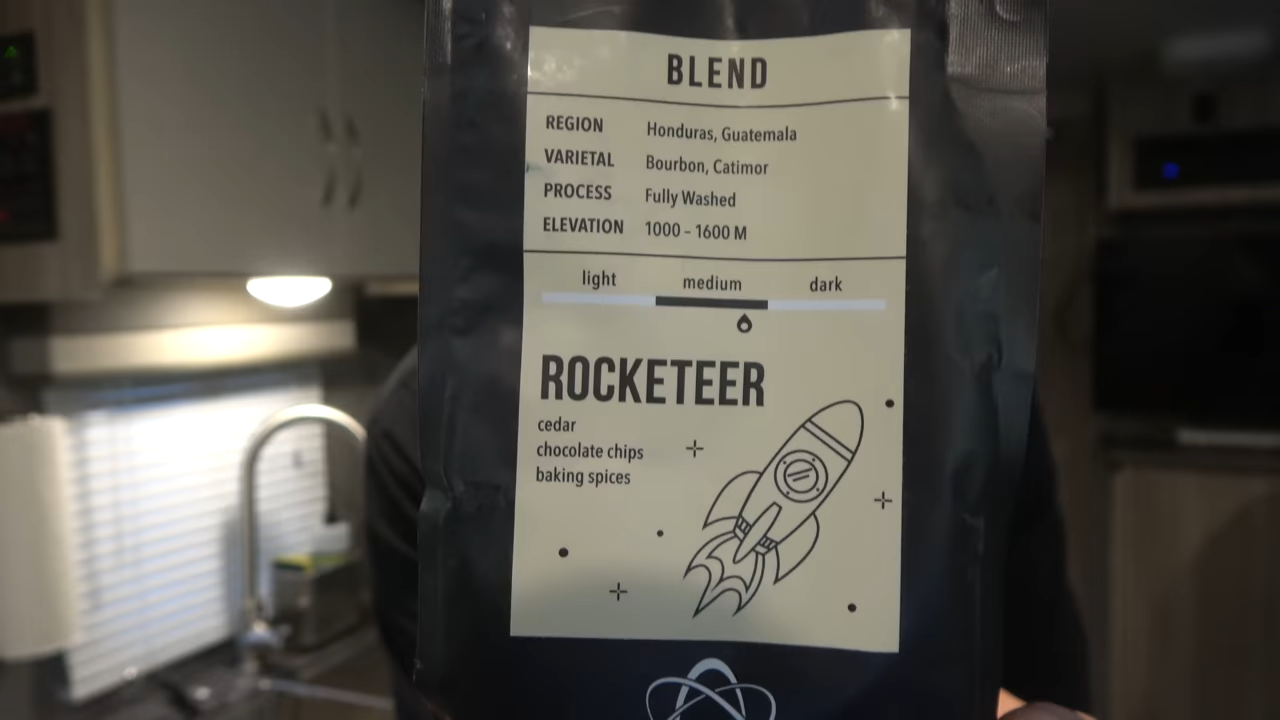 BLEND
REGION Honduras, Guatemala
VARIETAL Bourbon, Catimor
PROCESS Fully Washed
ELEVATION 1000 – 1600 M
light medium dark
ROCKETEER
cedar
chocolate chips
baking spices